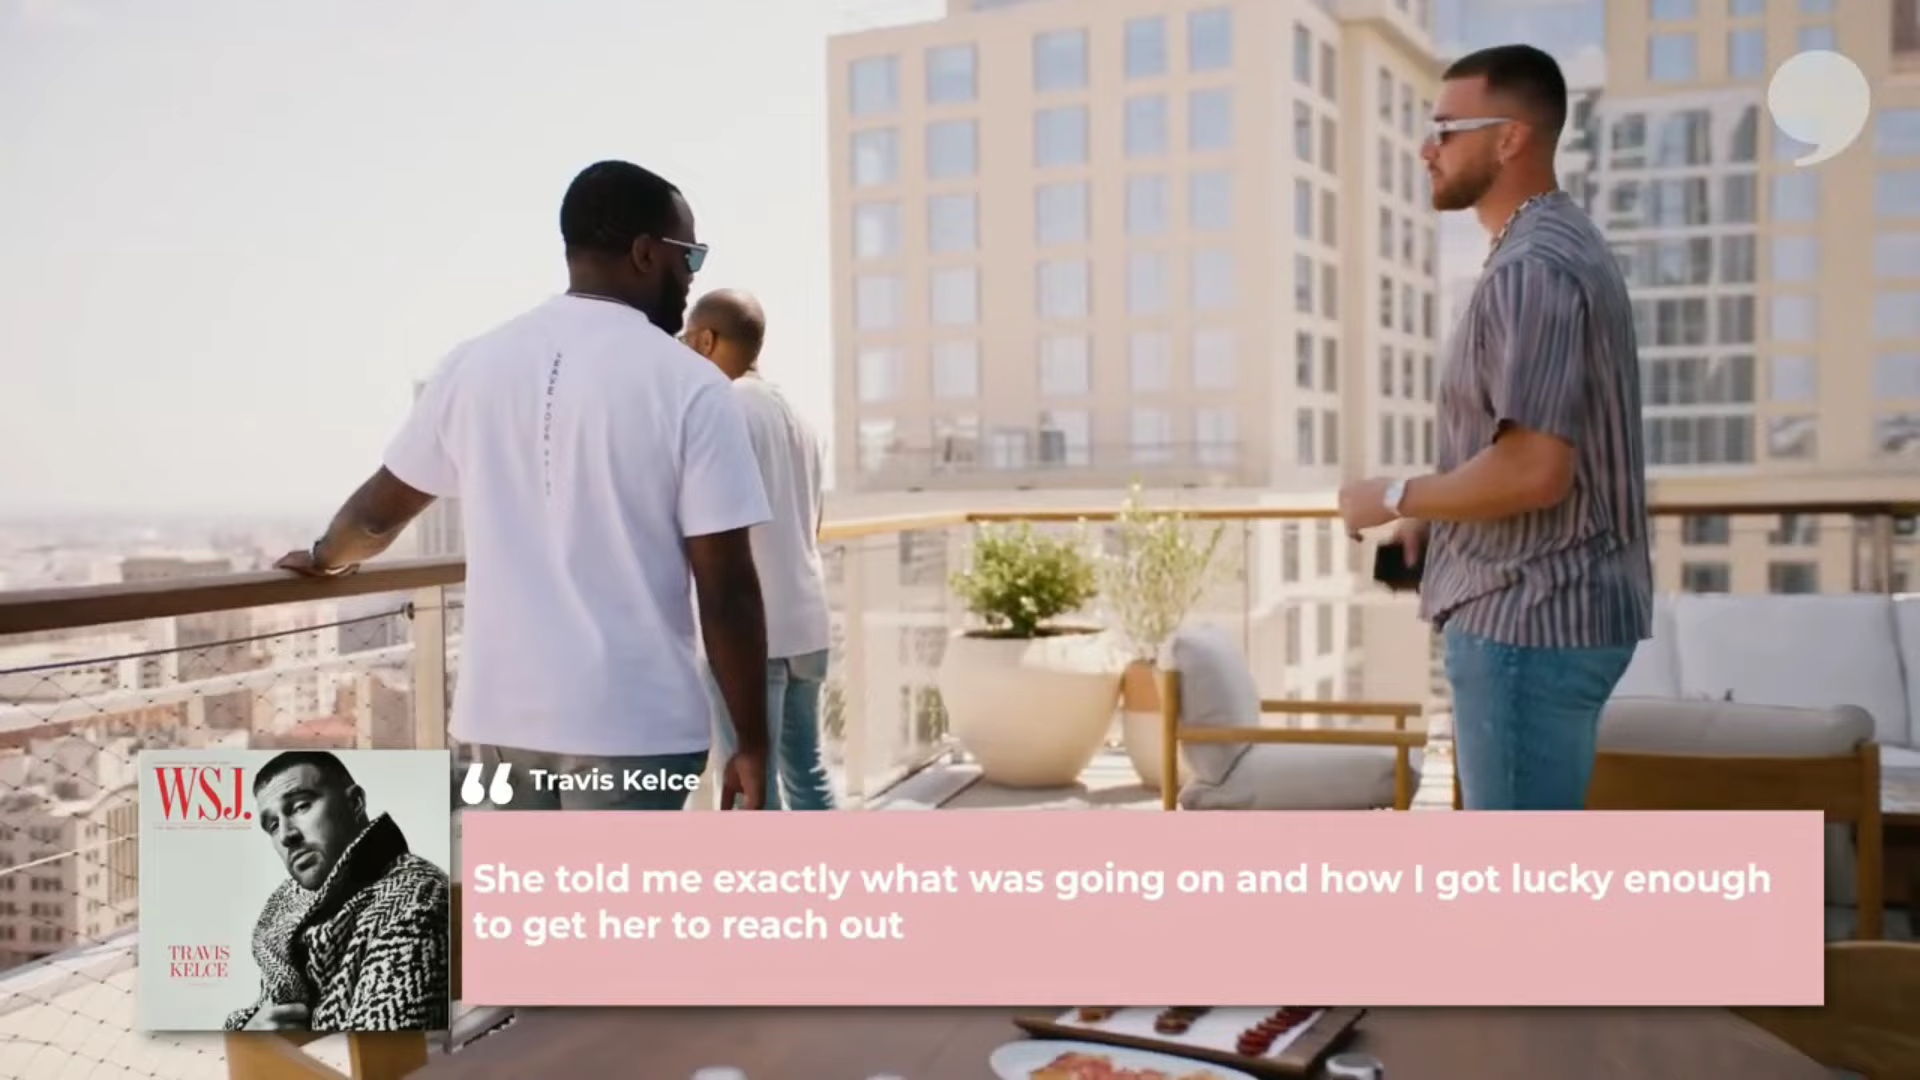 WSJ.
TRAVIS
KELCE
Travis Kelce
She told me exactly what was going on and how I got lucky enough
to get her to reach out